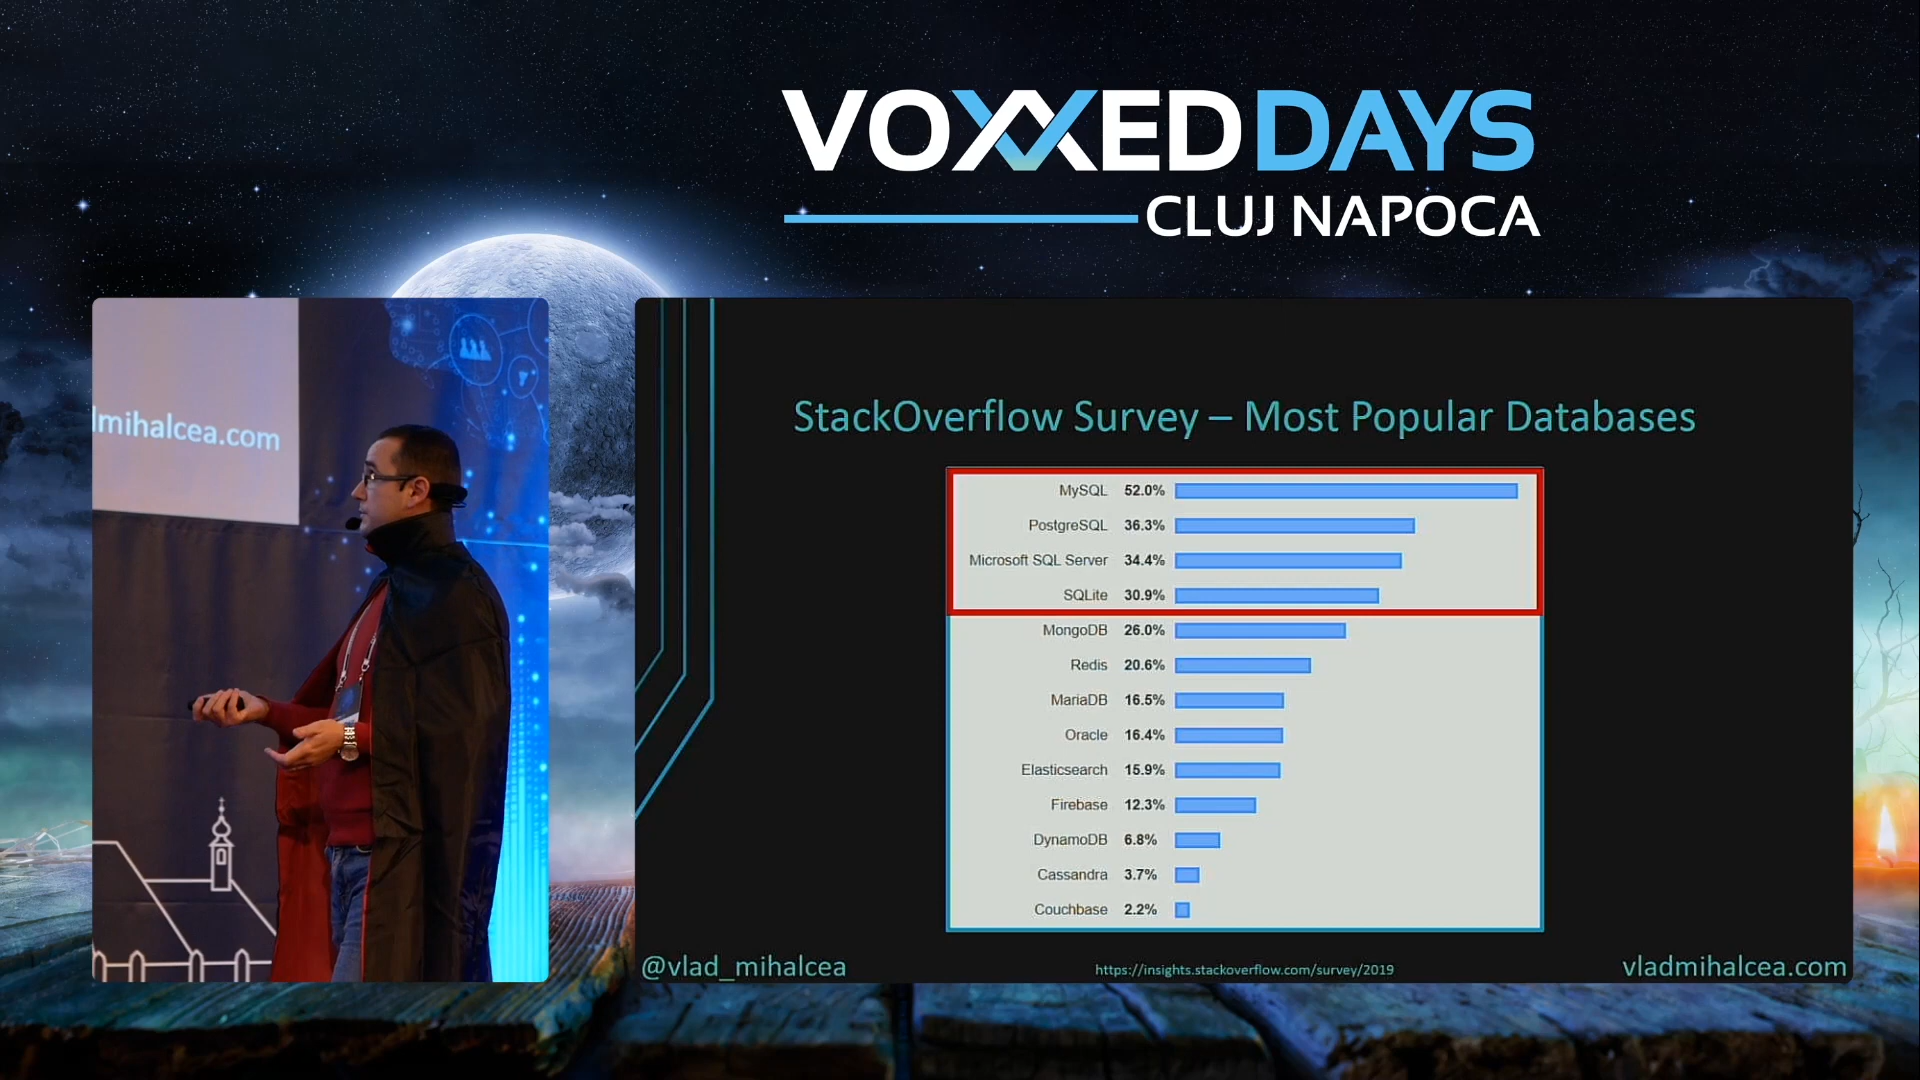 VOXXEDDAYS
CLUJ NAPOCA
lmihalcea.com
StackOverflow Survey – Most Popular Databases
MySQL 52.0%
PostgreSQL 36.3%
Microsoft SQL Server 34.4%
SQLite 30.9%
MongoDB 26.0%
Redis 20.6%
MariaDB 16.5%
Oracle 16.4%
Elasticsearch 15.9%
Firebase 12.3%
DynamoDB 6.8%
Cassandra 3.7%
Couchbase 2.2%
@vlad_mihalcea
https://insights.stackoverflow.com/survey/2019
vladmihalcea.com